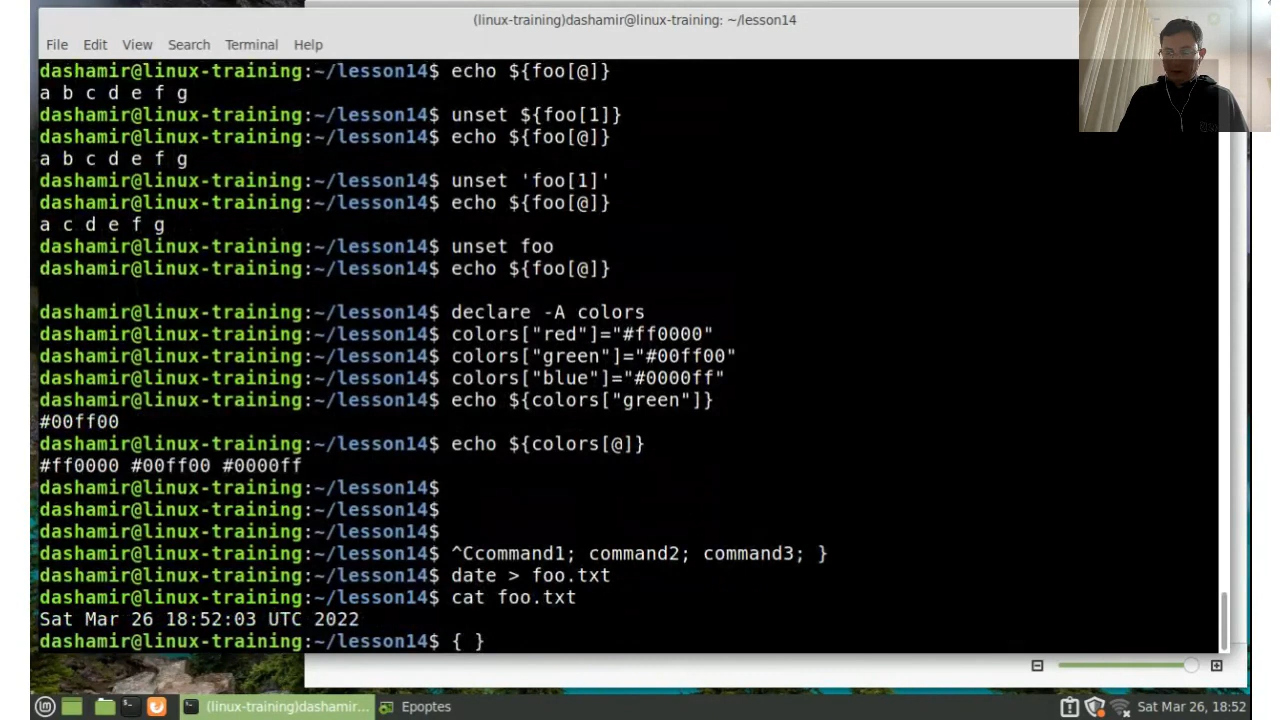 (linux-training)dashamir@linux-training: ~/lesson14
File Edit View Search Terminal Help
dashamir@linux-training:~/lesson14$ echo ${foo[@]}
a b c d e f g
dashamir@linux-training:~/lesson14$ unset ${foo[1]}
dashamir@linux-training:~/lesson14$ echo ${foo[@]}
a b c d e f g
dashamir@linux-training:~/lesson14$ unset 'foo[1]'
dashamir@linux-training:~/lesson14$ echo ${foo[@]}
a c d e f g
dashamir@linux-training:~/lesson14$ unset foo
dashamir@linux-training:~/lesson14$ echo ${foo[@]}
dashamir@linux-training:~/lesson14$ declare -A colors
dashamir@linux-training:~/lesson14$ colors["red"]="#ff0000"
dashamir@linux-training:~/lesson14$ colors["green"]="#00ff00"
dashamir@linux-training:~/lesson14$ colors["blue"]="#0000ff"
dashamir@linux-training:~/lesson14$ echo ${colors["green"]}
#00ff00
dashamir@linux-training:~/lesson14$ echo ${colors[@]}
#ff0000 #00ff00 #0000ff
dashamir@linux-training:~/lesson14$
dashamir@linux-training:~/lesson14$
dashamir@linux-training:~/lesson14$
dashamir@linux-training:~/lesson14$ ^Ccommand1; command2; command3; }
dashamir@linux-training:~/lesson14$ date > foo.txt
dashamir@linux-training:~/lesson14$ cat foo.txt
Sat Mar 26 18:52:03 UTC 2022
dashamir@linux-training:~/lesson14$ { }
(linux-training)dashamir... Epoptes Sat Mar 26, 18:52